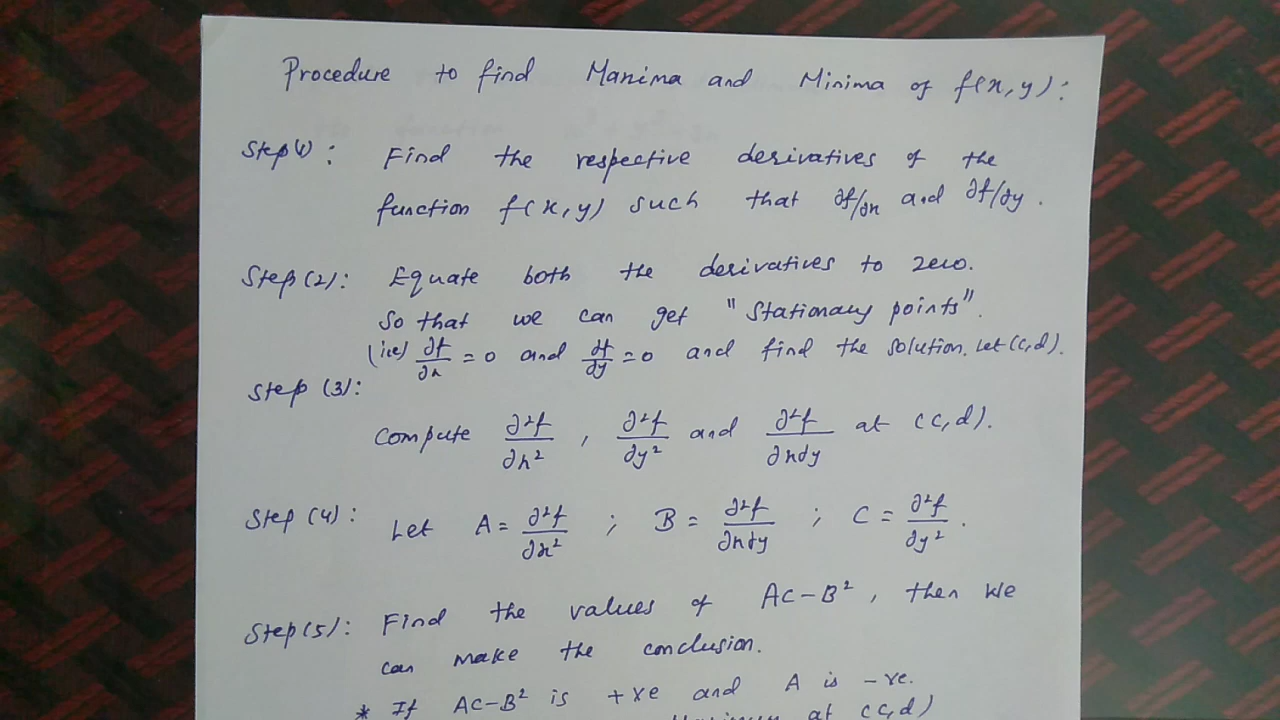 Procedure to find Maxima and Minima of f(x,y):
Step(1): Find the respective derivatives of the
function f(x,y) such that ∂f/∂x and ∂f/∂y.
Step(2): Equate both the derivatives to zero.
So that we can get "Stationary points".
(ie) ∂f/∂x = 0 and ∂f/∂y = 0 and find the solution. Let (c,d).
Step (3):
Compute ∂²f/∂x², ∂²f/∂y² and ∂²f/∂x∂y at (c,d).
Step (4): Let A = ∂²f/∂x² ; B = ∂²f/∂x∂y ; C = ∂²f/∂y².
Step(5): Find the values of AC-B², then we
can make the conclusion.
* If AC-B² is +ve and A is -ve.
at (c,d)